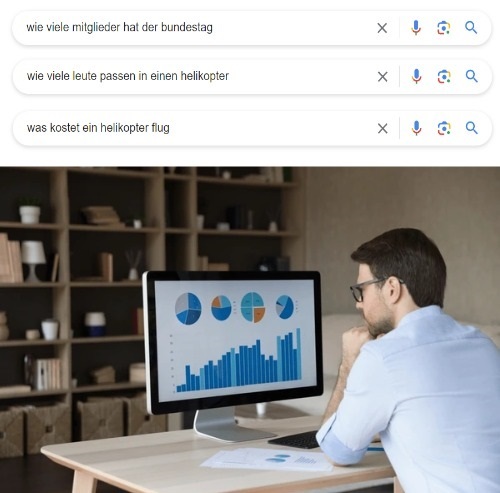 wie viele mitglieder hat der bundestag
wie viele leute passen in einen helikopter
was kostet ein helikopter flug